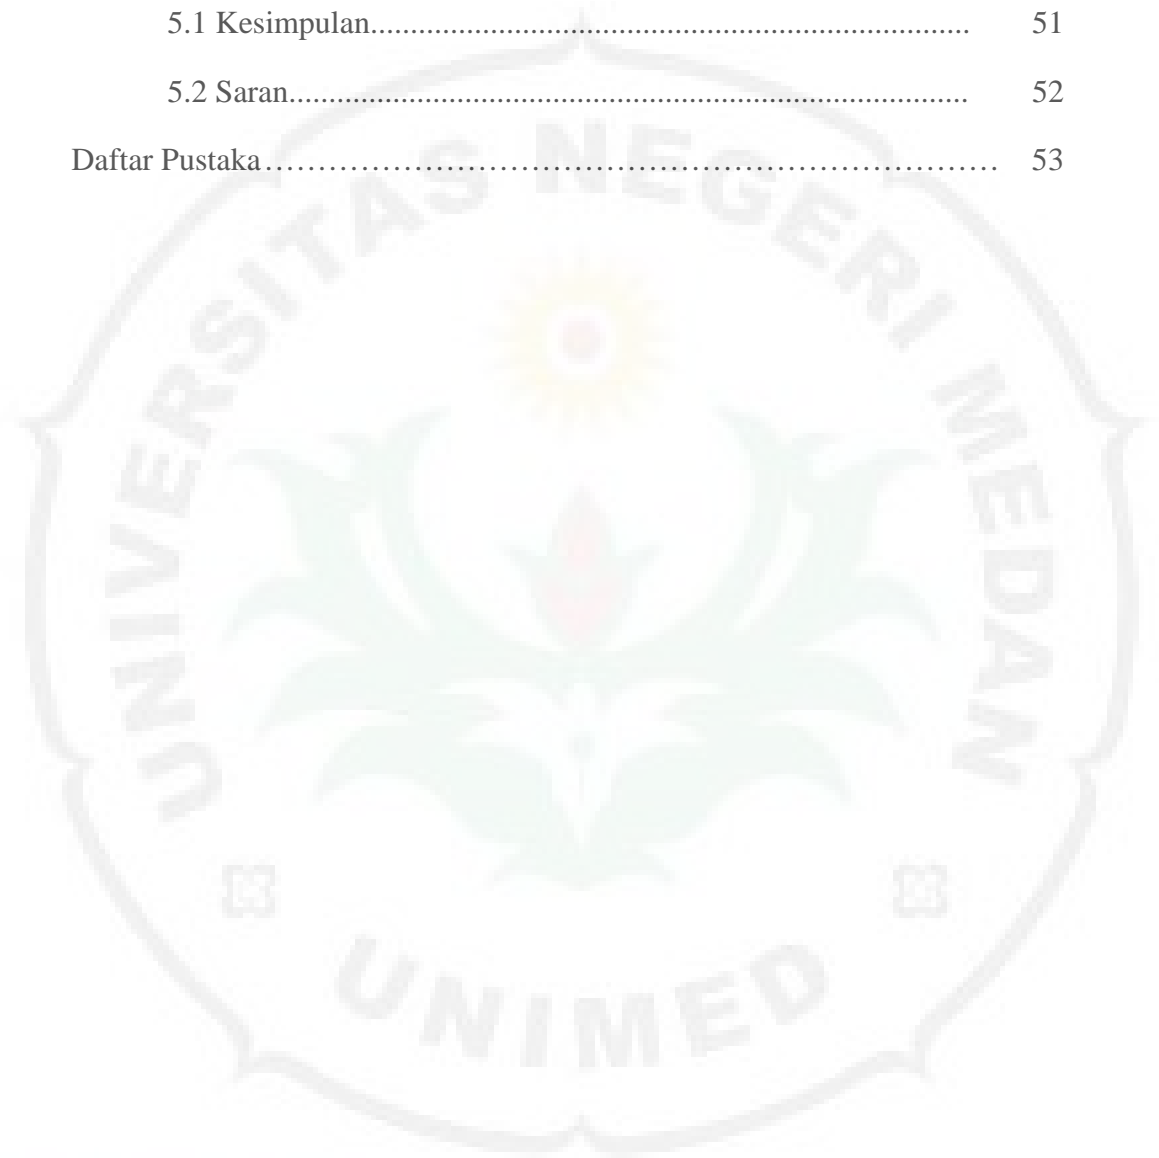 5.1 Kesimpulan........................................................................... 51
5.2 Saran..................................................................................... 52
Daftar Pustaka…………………………………………………………… 53
UNIVERSITAS NEGERI MEDAN
UNIMED